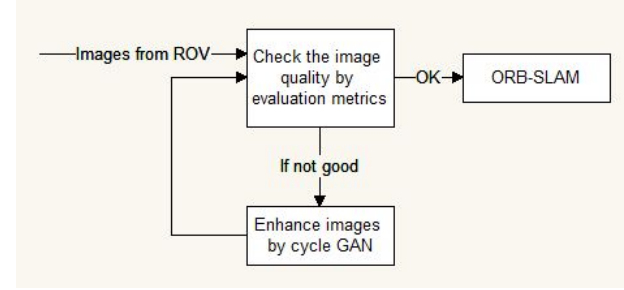 Images from ROV
Check the image
quality by
evaluation metrics
OK
ORB-SLAM
If not good
Enhance images
by cycle GAN